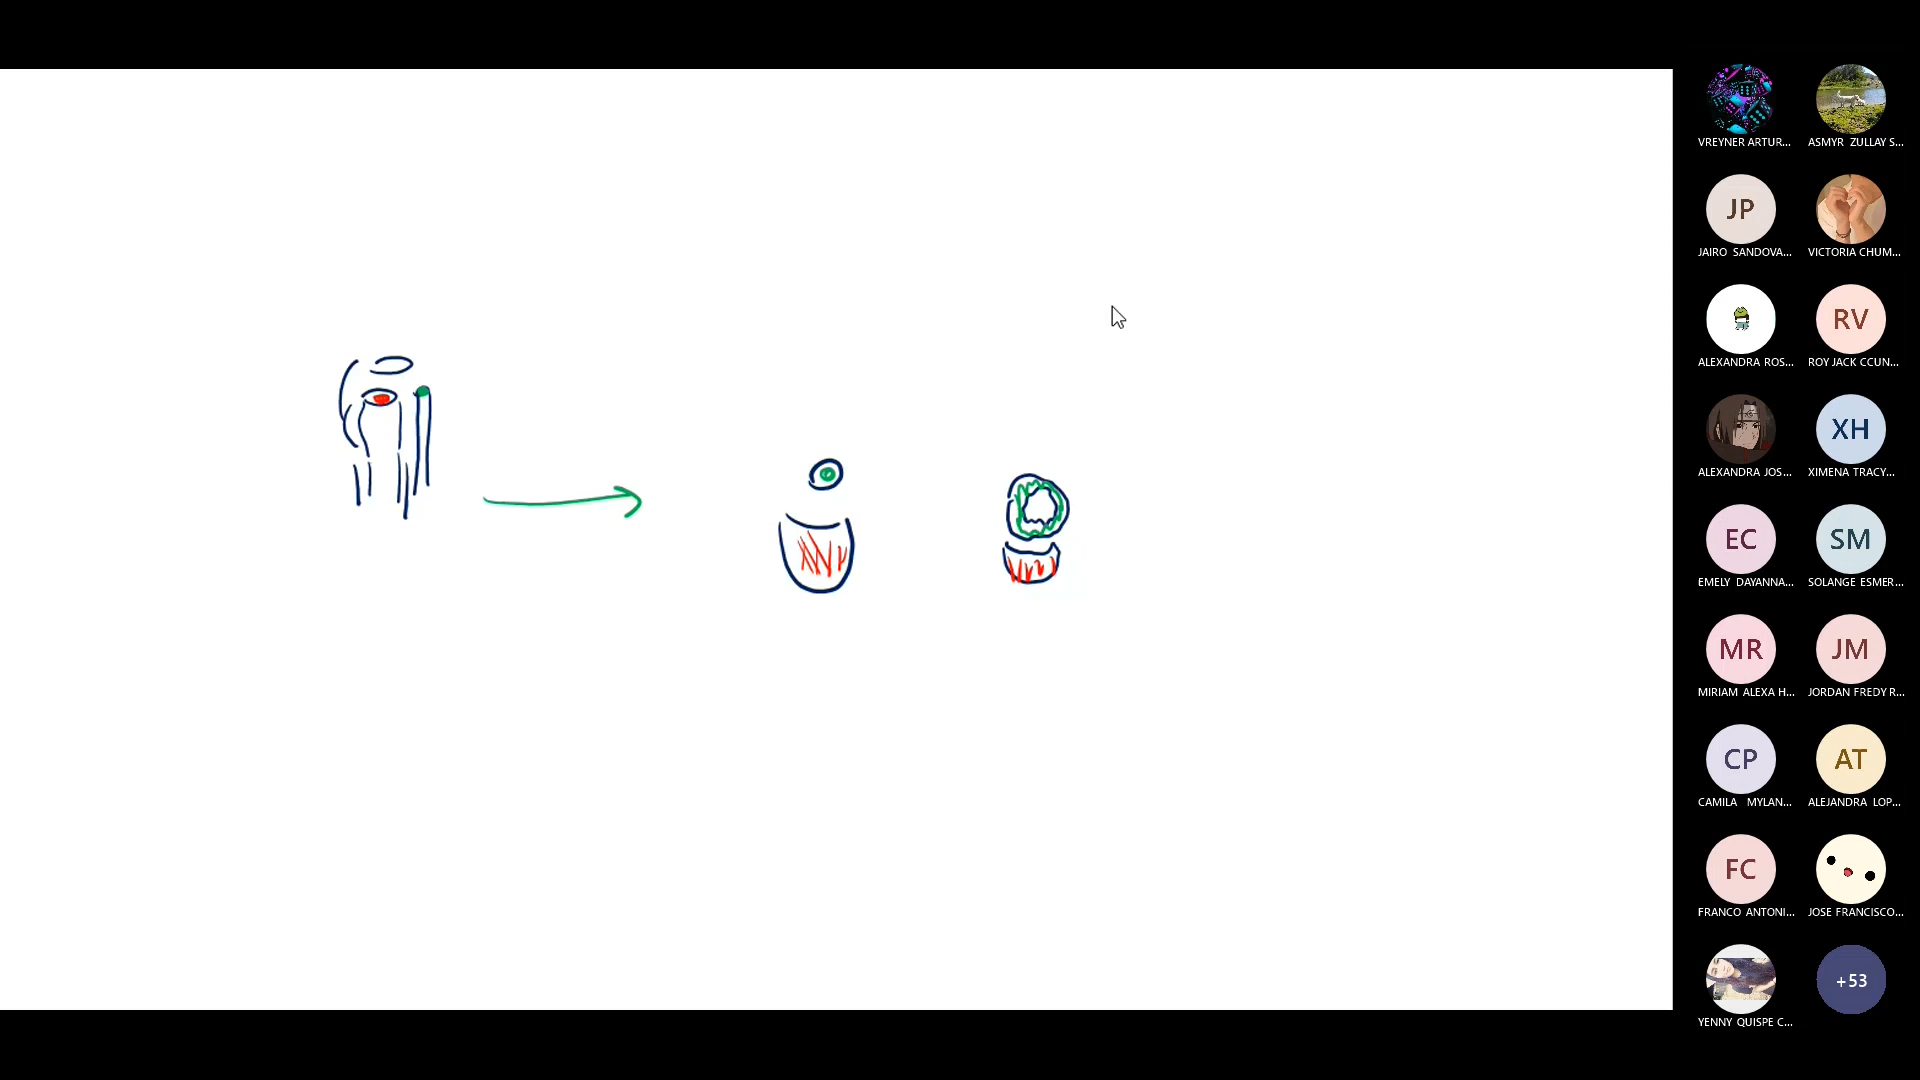 VREYNER ARTUR...
ASMYR ZULLAY S...
JP
JAIRO SANDOVA...
VICTORIA CHUM...
ALEXANDRA ROS...
RV
ROY JACK CCUN...
ALEXANDRA JOS...
XH
XIMENA TRACY...
EC
EMELY DAYANNA...
SM
SOLANGE ESMER...
MR
MIRIAM ALEXA H...
JM
JORDAN FREDY R...
CP
CAMILA MYLAN...
AT
ALEJANDRA LOP...
FC
FRANCO ANTONI...
JOSE FRANCISCO...
YENNY QUISPE C...
+53